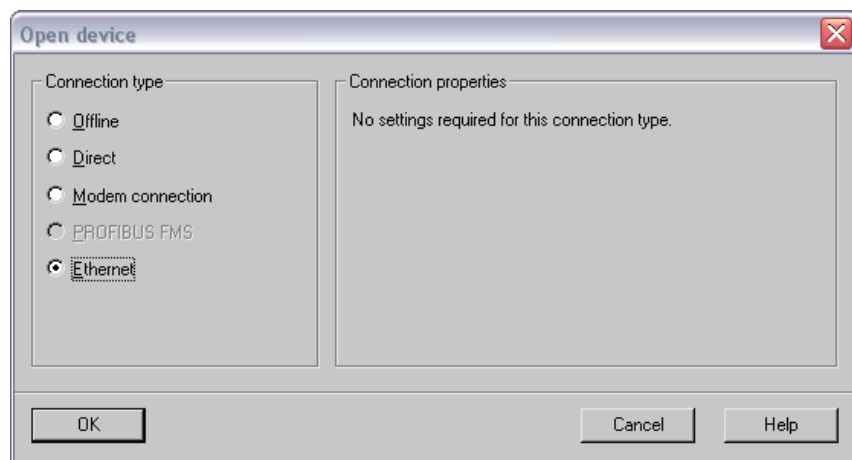 Open device
Connection type
Offline
Direct
Modem connection
PROFIBUS FMS
Ethernet
Connection properties
No settings required for this connection type.
OK
Cancel
Help